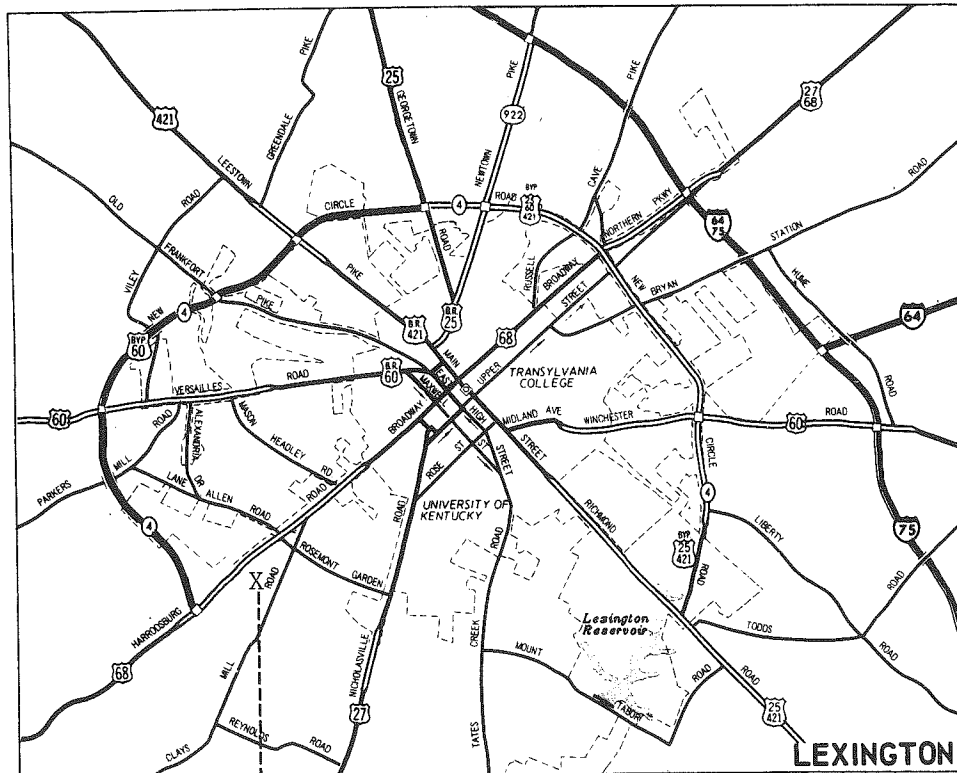 PIKE
25
GEORGETOWN
PIKE
922
PIKE
27
68
421
GREENDALE
LEESTOWN
NEWTOWN
CAVE
ROAD
OLD
ROAD
CIRCLE
4
ROAD
BYP
68
421
NORTHERN PKWY
64
75
STATION
FRANKFORT
ROAD
RUSSELL
BROADWAY
STREET
NEW
BRYAN
HUME
VILEY
PIKE
NEW
4
PIKE
BYP
60
B.R.
421
B.R.
25
68
64
MAIN
EAST
UPPER
TRANSYLVANIA
COLLEGE
ROAD
B.R.
60
VERSAILLES
ROAD
BROADWAY
HIGH
ST
STREET
MIDLAND AVE
WINCHESTER
60
ROAD
60
ROAD
ALEXANDRIA
DR
MASON
HEADLEY
RD
ROSE ST
STREET
CIRCLE
PARKERS
MILL
LANE
ALLEN
ROAD
ROAD
UNIVERSITY OF
KENTUCKY
ROAD
ROAD
RICHMOND
4
4
BYP
25
421
LIBERTY
75
ROAD
ROSEMONT
GARDEN
ROAD
ROAD
X
HARRODSBURG
Lexington
Reservoir
TODDS
ROAD
68
MILL
NICHOLASVILLE
CREEK
MOUNT
TABOR
ROAD
ROAD
25
421
CLAYS
REYNOLDS
ROAD
27
TATES
LEXINGTON